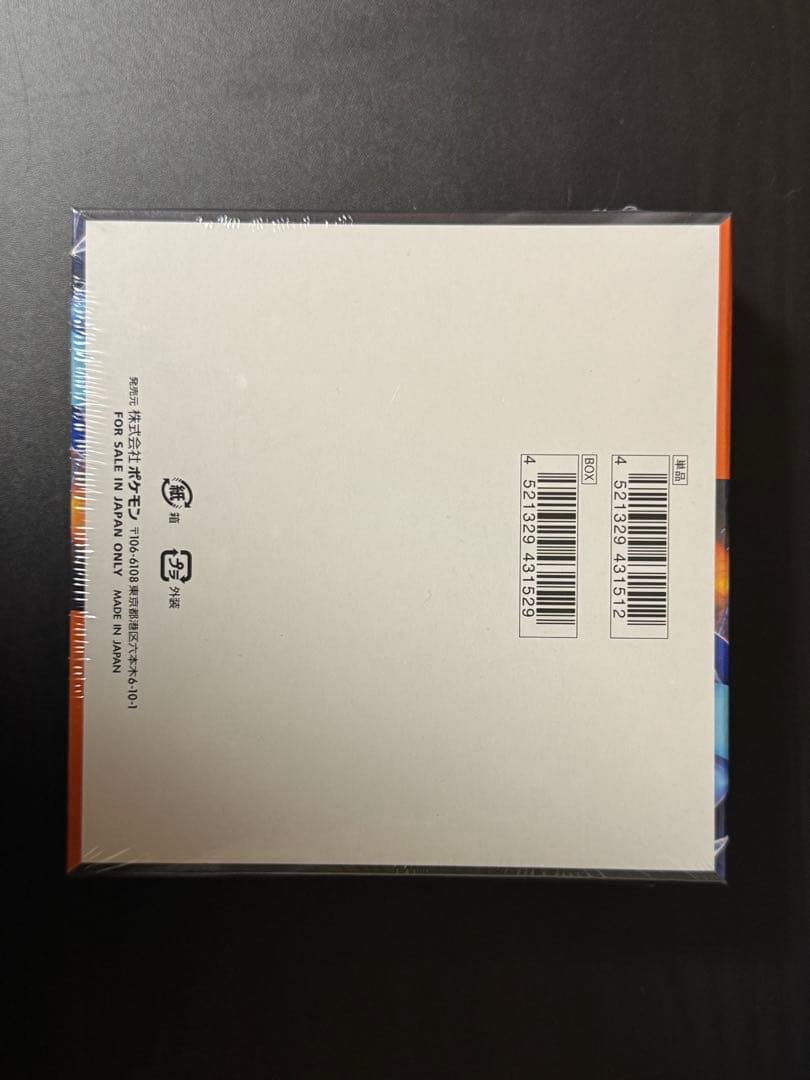 単品
4 521329 431512
BOX
4 521329 431529
紙 箱
プラ 外装
発売元 株式会社 ポケモン 〒106-6108 東京都港区六本木6-10-1
FOR SALE IN JAPAN ONLY MADE IN JAPAN